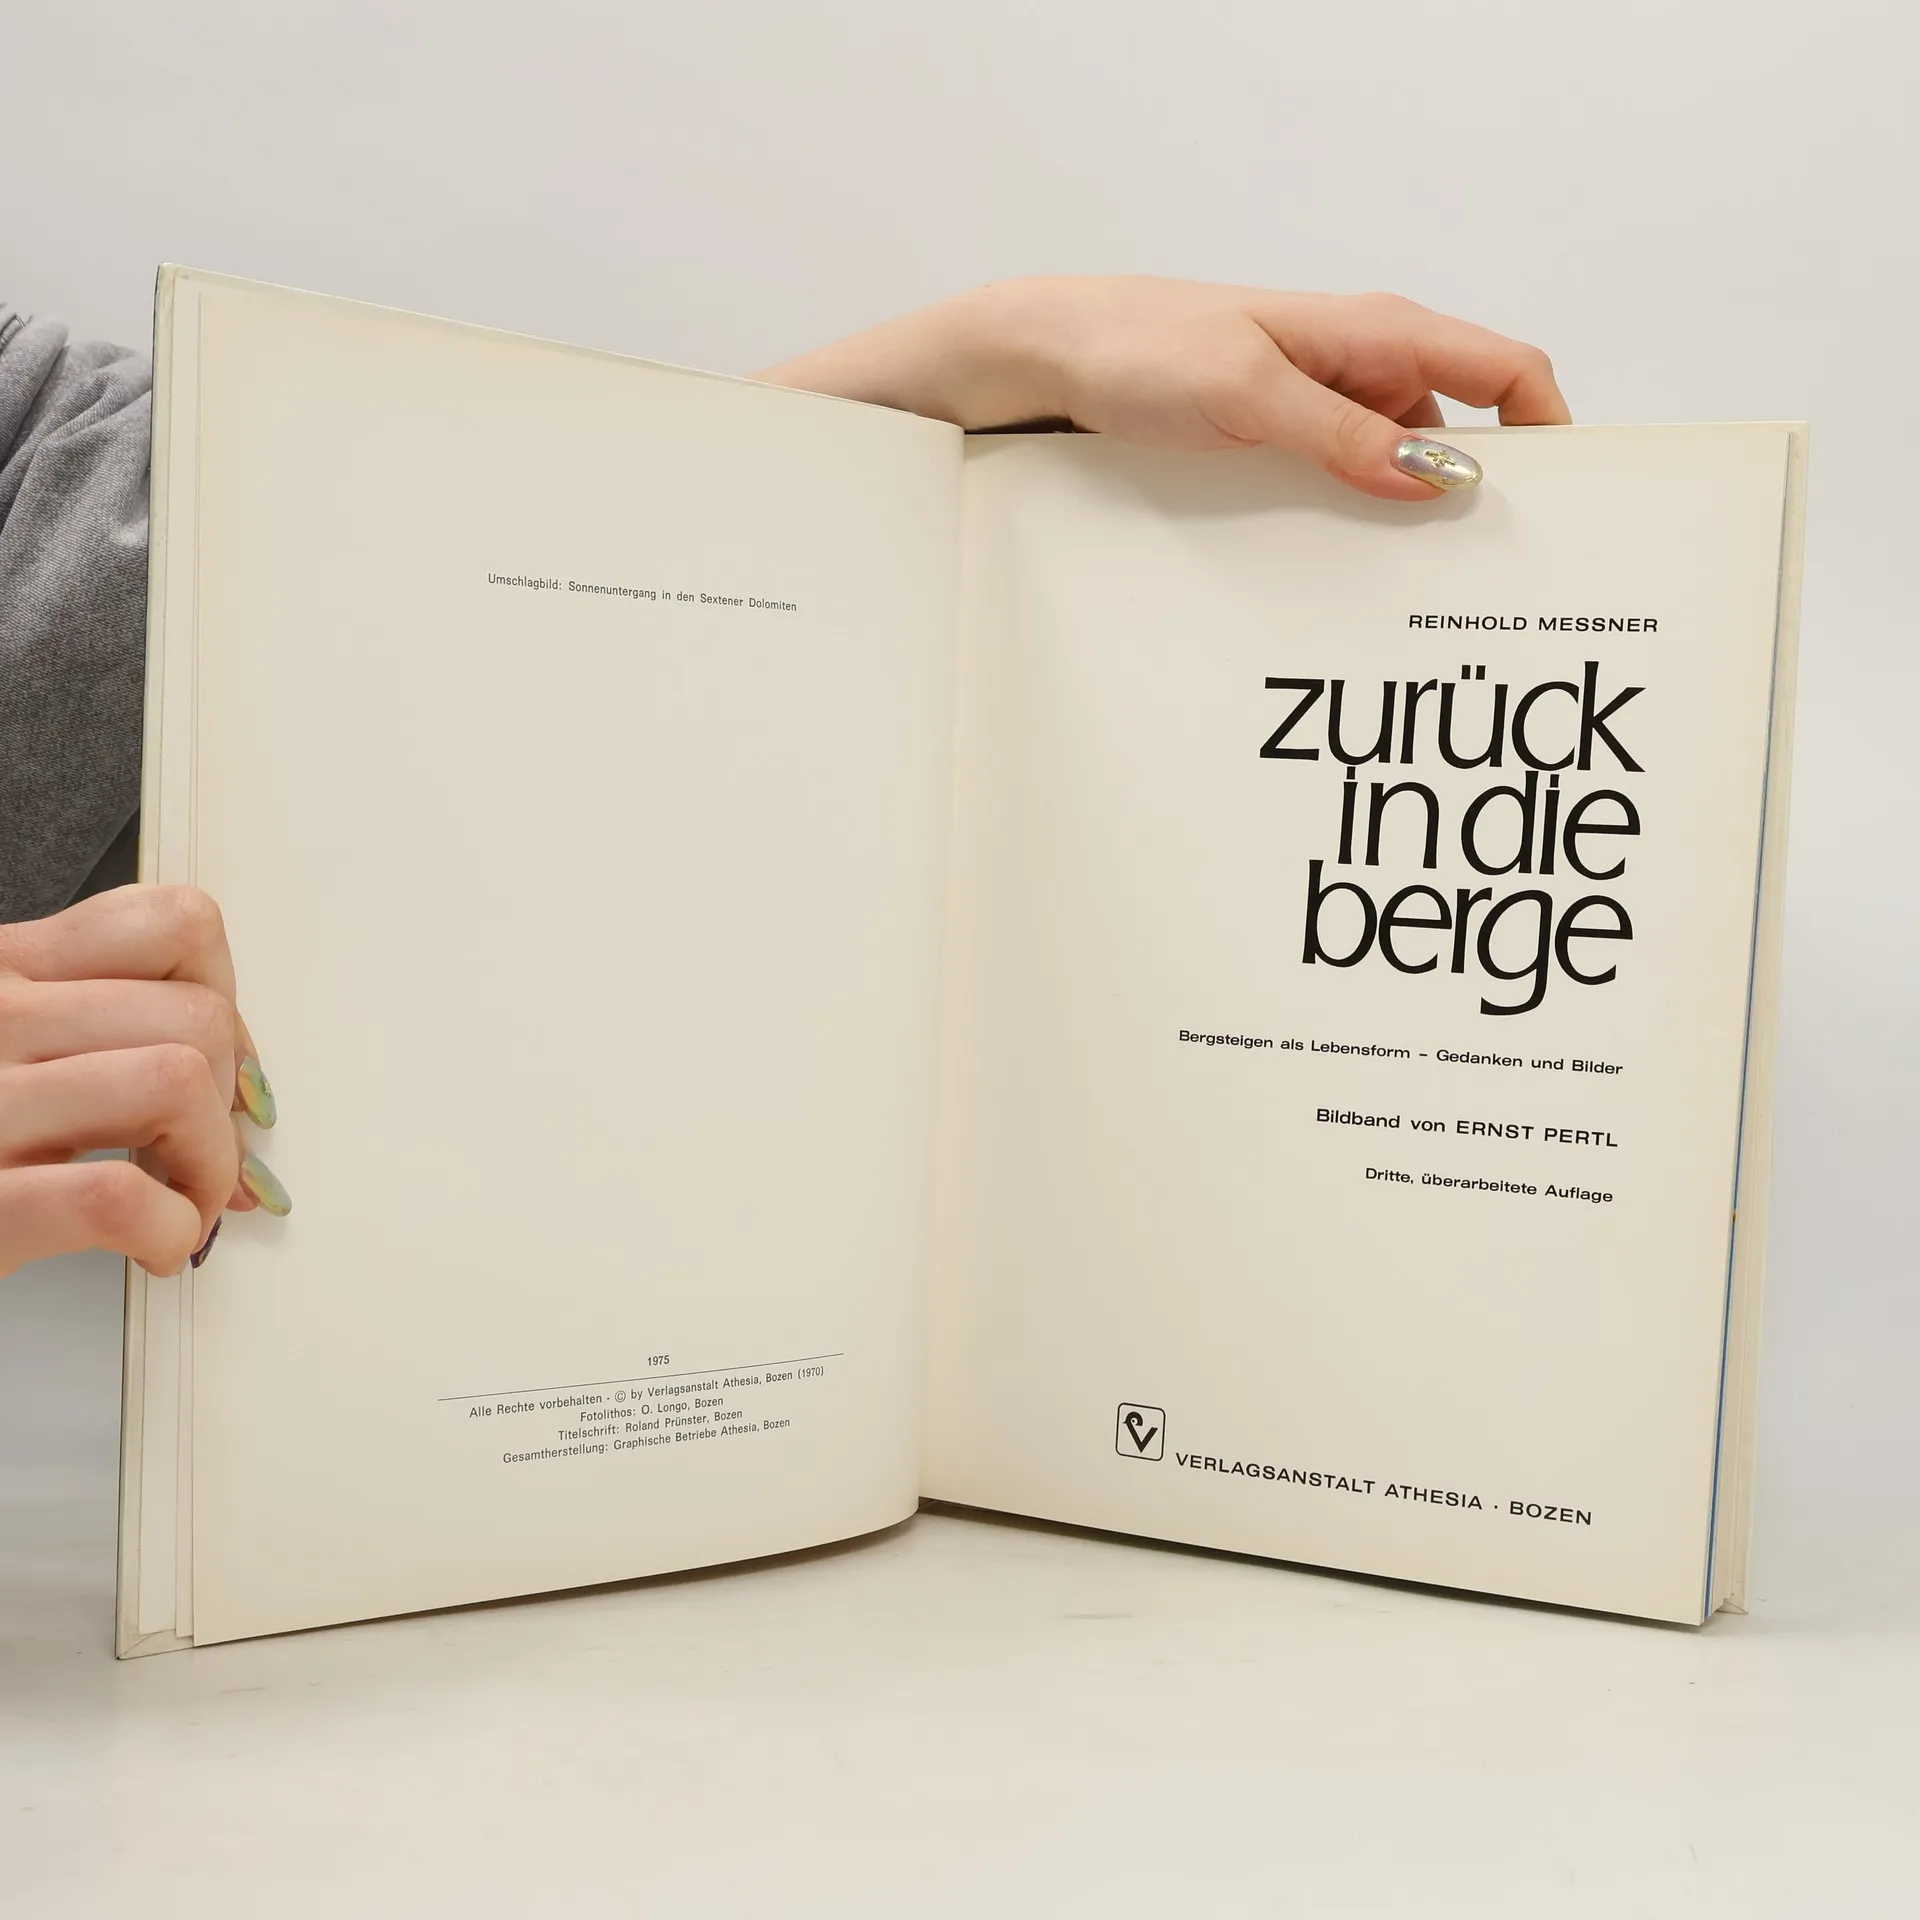 Umschlagbild: Sonnenuntergang in den Sextener Dolomiten
1975
Alle Rechte vorbehalten - © by Verlagsanstalt Athesia, Bozen (1970)
Fotolithos: O. Longo, Bozen
Titelschrift: Roland Prünster, Bozen
Gesamtherstellung: Graphische Betriebe Athesia, Bozen
REINHOLD MESSNER
zurück
in die
berge
Bergsteigen als Lebensform – Gedanken und Bilder
Bildband von ERNST PERTL
Dritte, überarbeitete Auflage
VERLAGSANSTALT ATHESIA · BOZEN